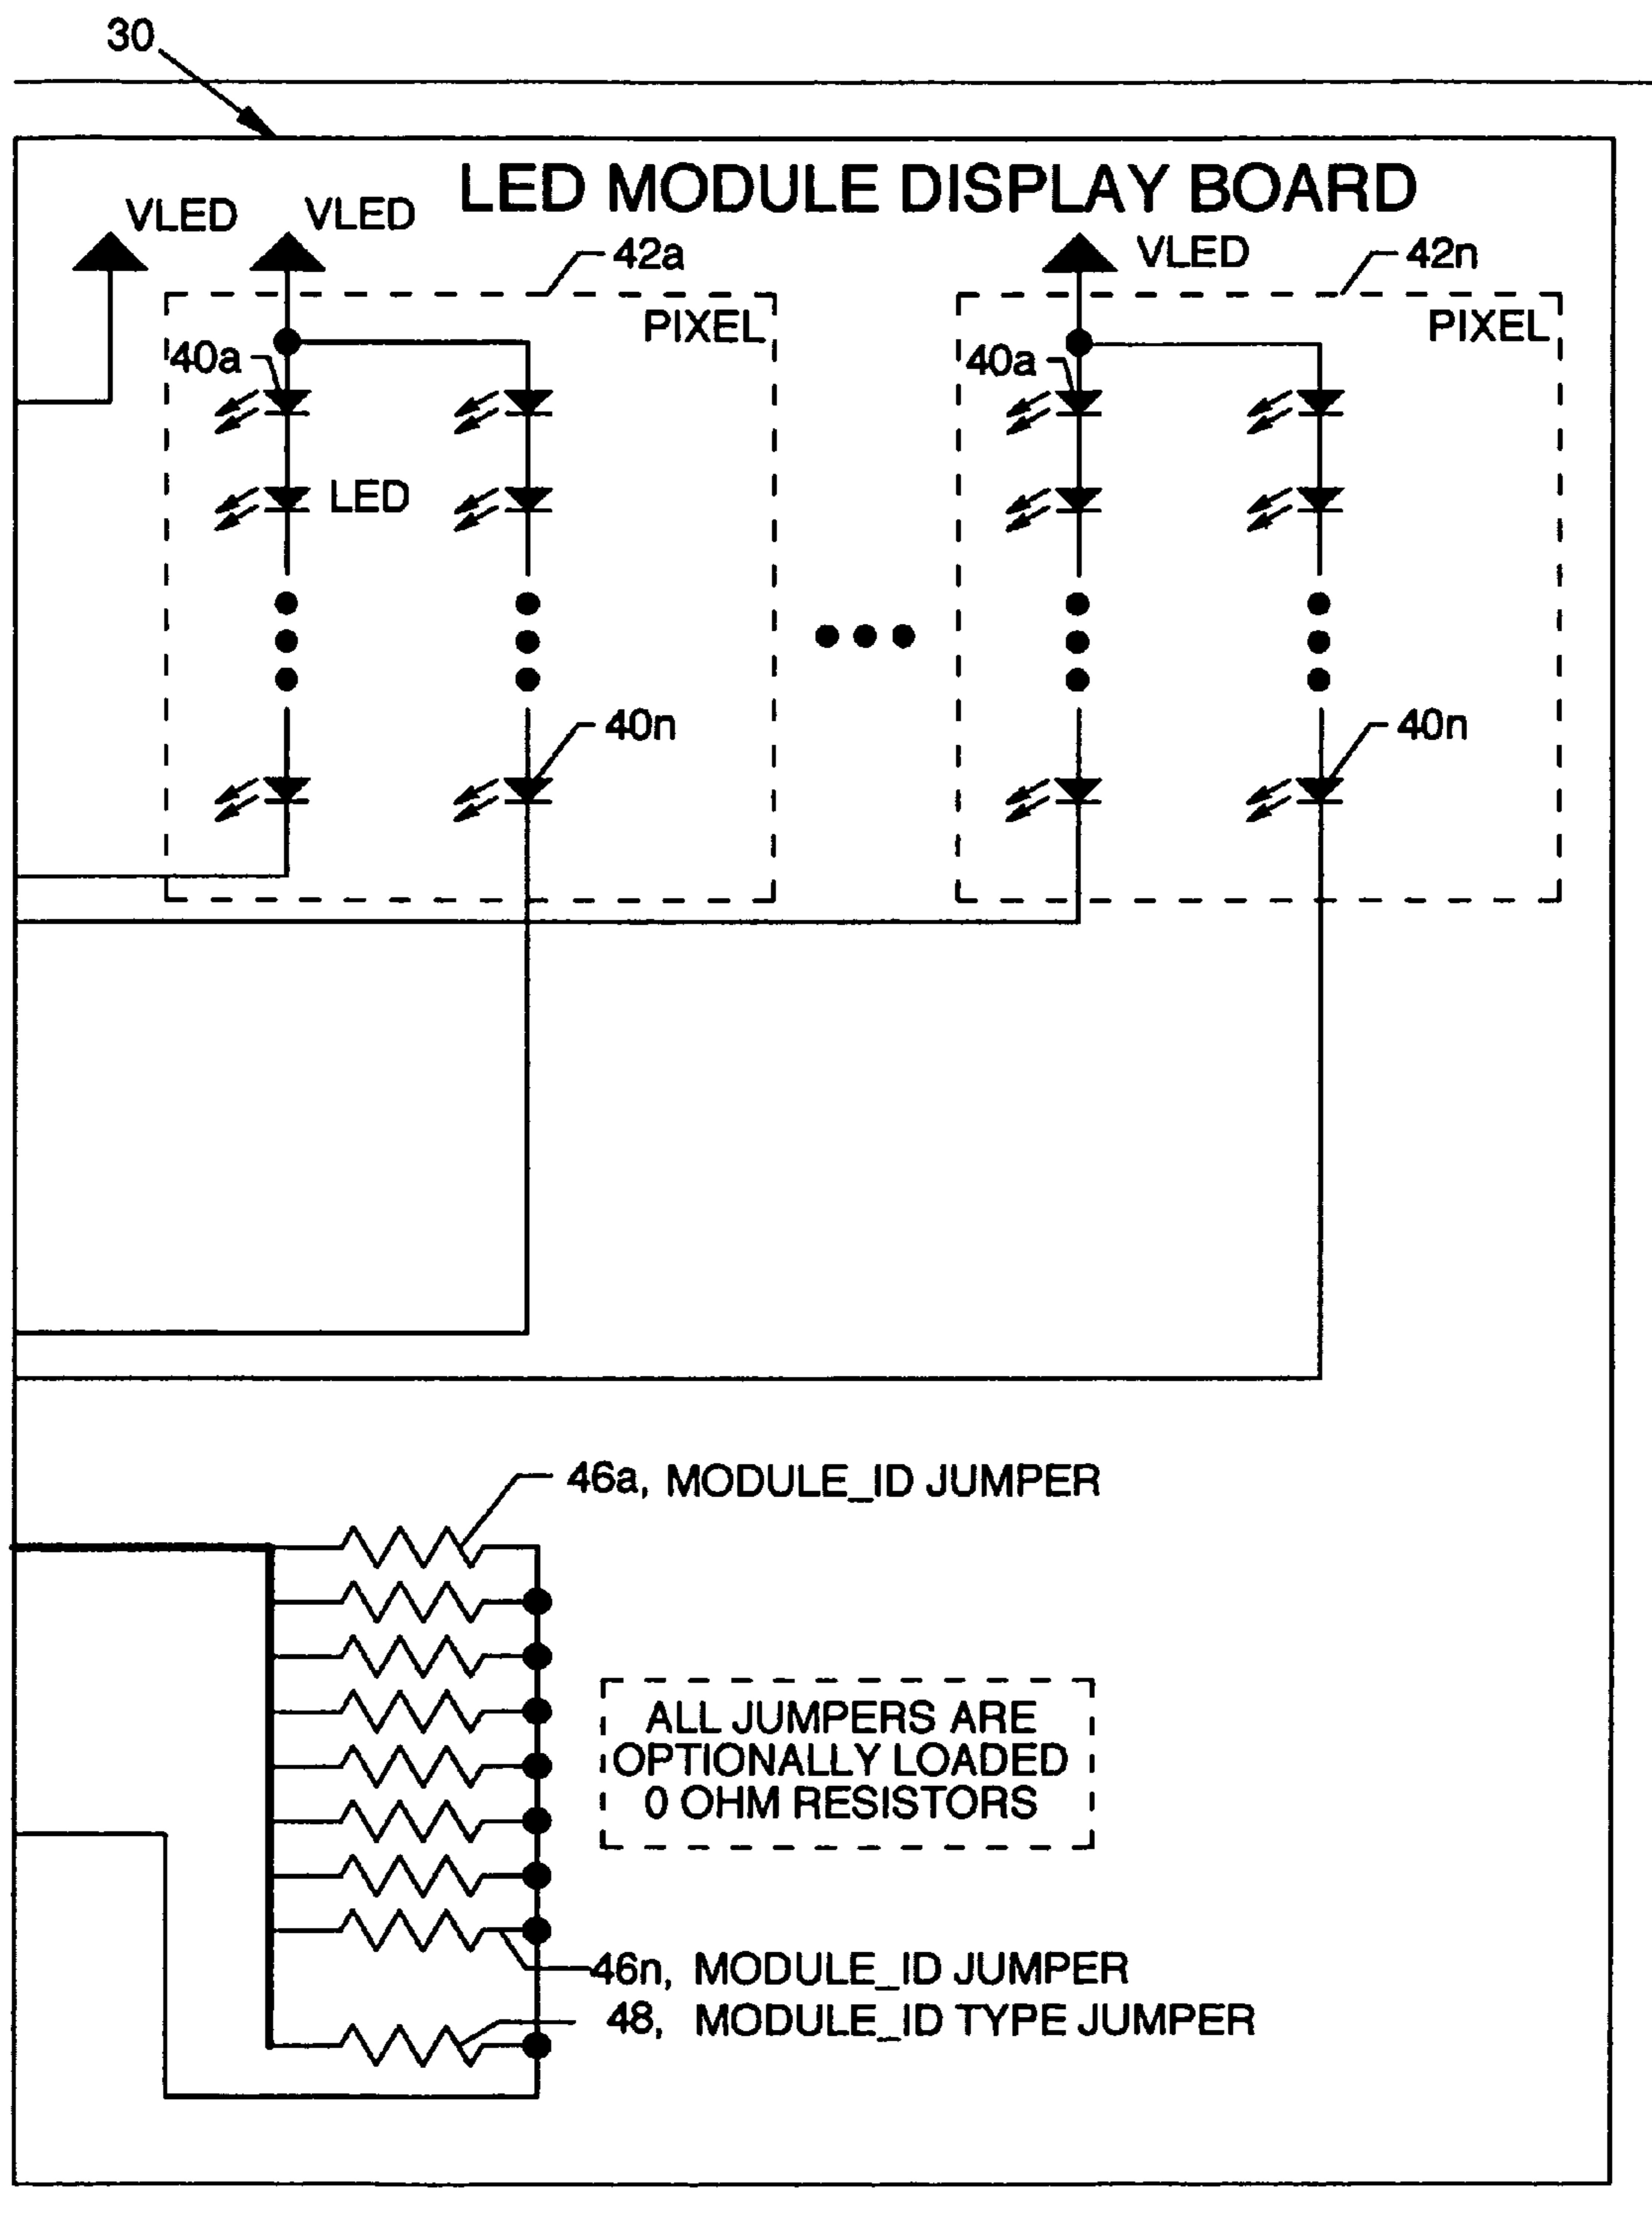 30
LED MODULE DISPLAY BOARD
VLED
VLED
VLED
42a
42n
PIXEL
PIXEL
40a
40a
LED
40n
40n
46a, MODULE_ID JUMPER
ALL JUMPERS ARE
OPTIONALLY LOADED
0 OHM RESISTORS
46n, MODULE_ID JUMPER
48, MODULE_ID TYPE JUMPER